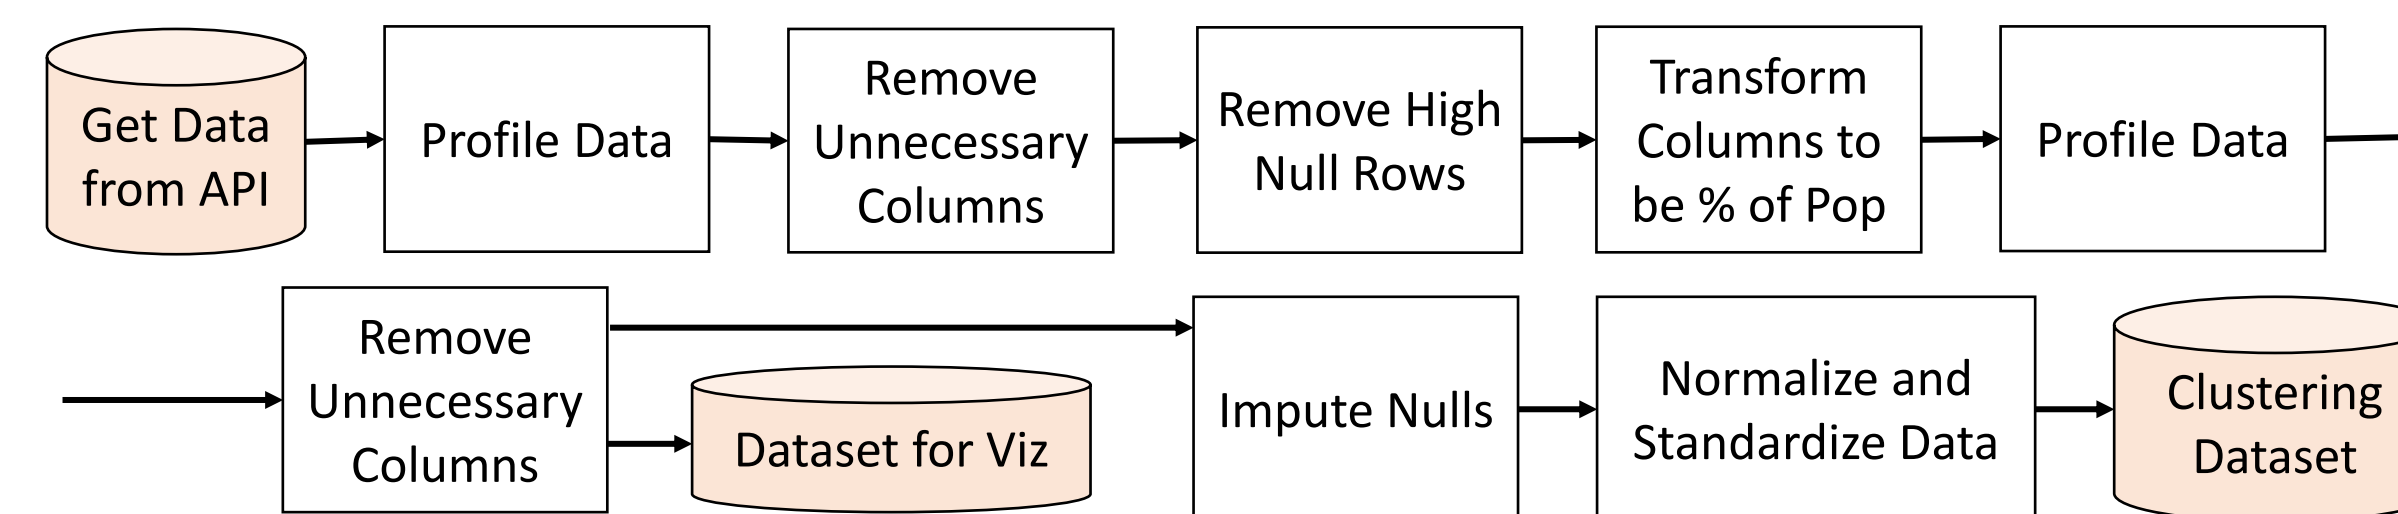 Get Data
from API
Profile Data
Remove
Unnecessary
Columns
Remove High
Null Rows
Transform
Columns to
be % of Pop
Profile Data
Remove
Unnecessary
Columns
Dataset for Viz
Impute Nulls
Normalize and
Standardize Data
Clustering
Dataset